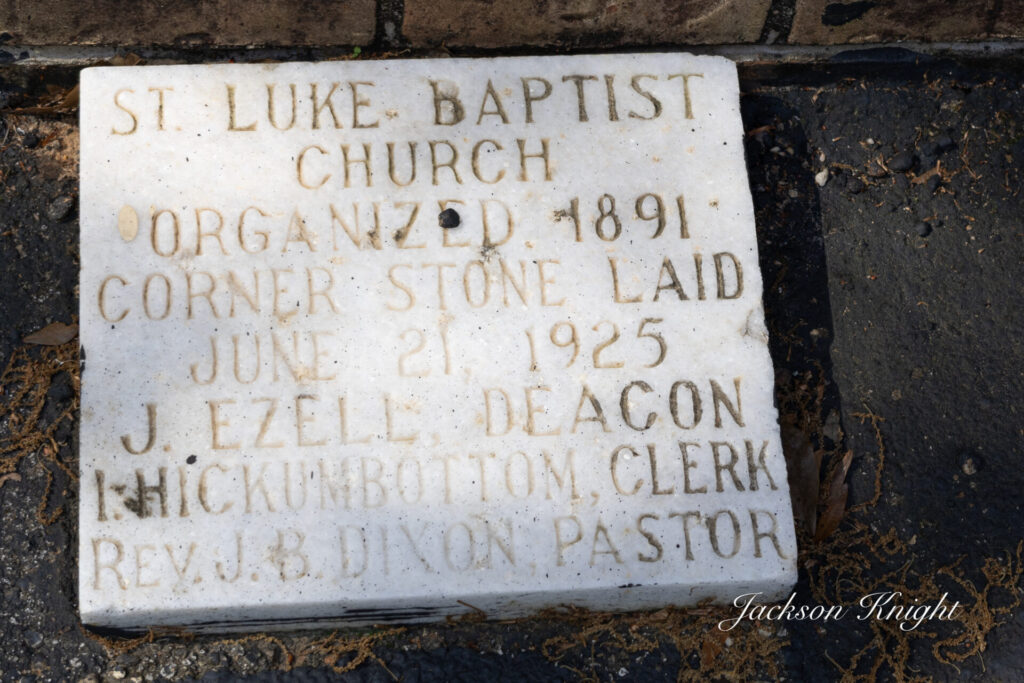 ST. LUKE BAPTIST
CHURCH
ORGANIZED 1891
CORNER STONE LAID
JUNE 21, 1925
J. EZELL, DEACON
I. HICKUMBOTTOM, CLERK
REV. J. B. DIXON, PASTOR
Jackson Knight